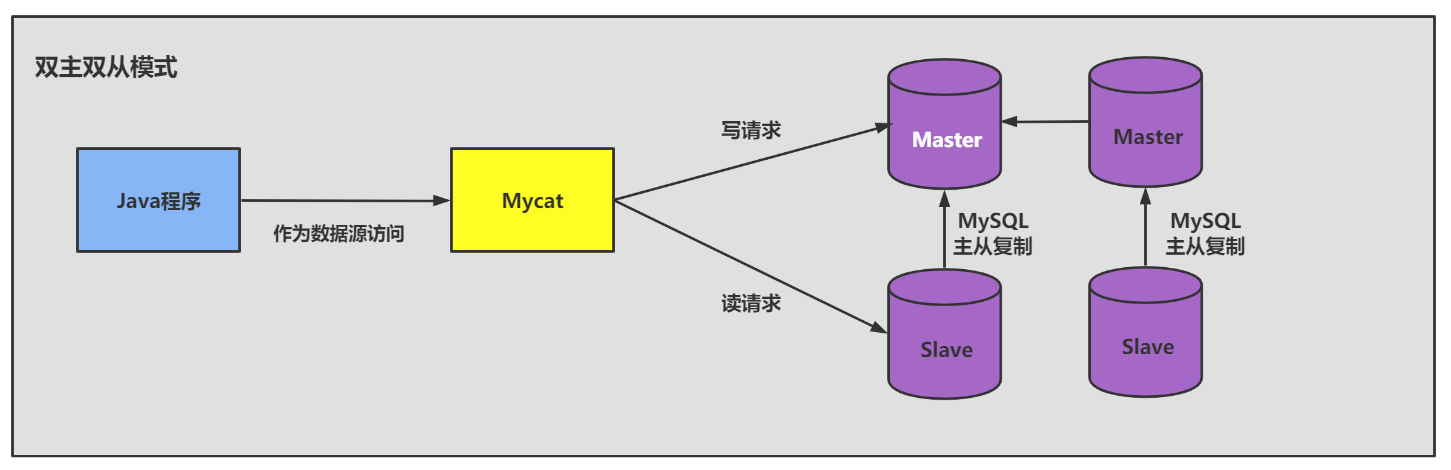 双主双从模式
Java程序
作为数据源访问
Mycat
写请求
读请求
Master
Master
MySQL
主从复制
MySQL
主从复制
Slave
Slave